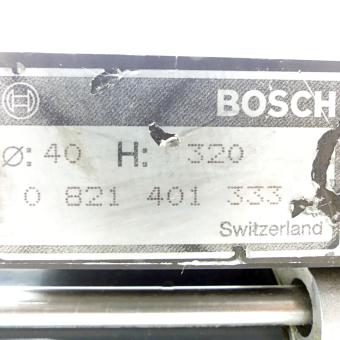 BOSCH
⌀: 40 H: 320
0 821 401 333
Switzerland